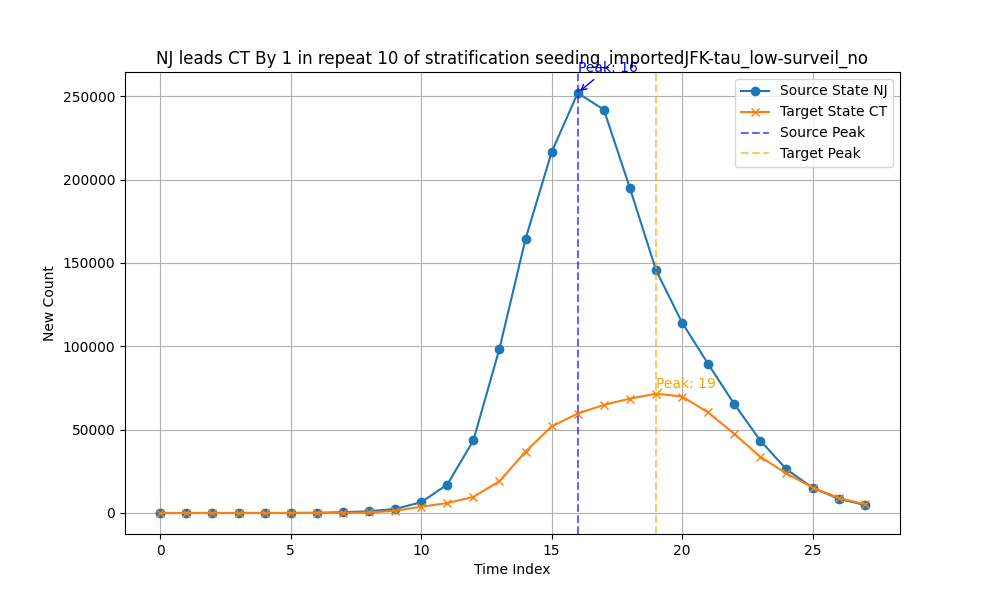 NJ leads CT By 1 in repeat 10 of stratification seeding_importedJFK-tau_low-surveil_no
Peak: 16
250000
200000
150000
100000
50000
0
New Count
Source State NJ
Target State CT
Source Peak
Target Peak
Peak: 19
0
5
10
15
20
25
Time Index